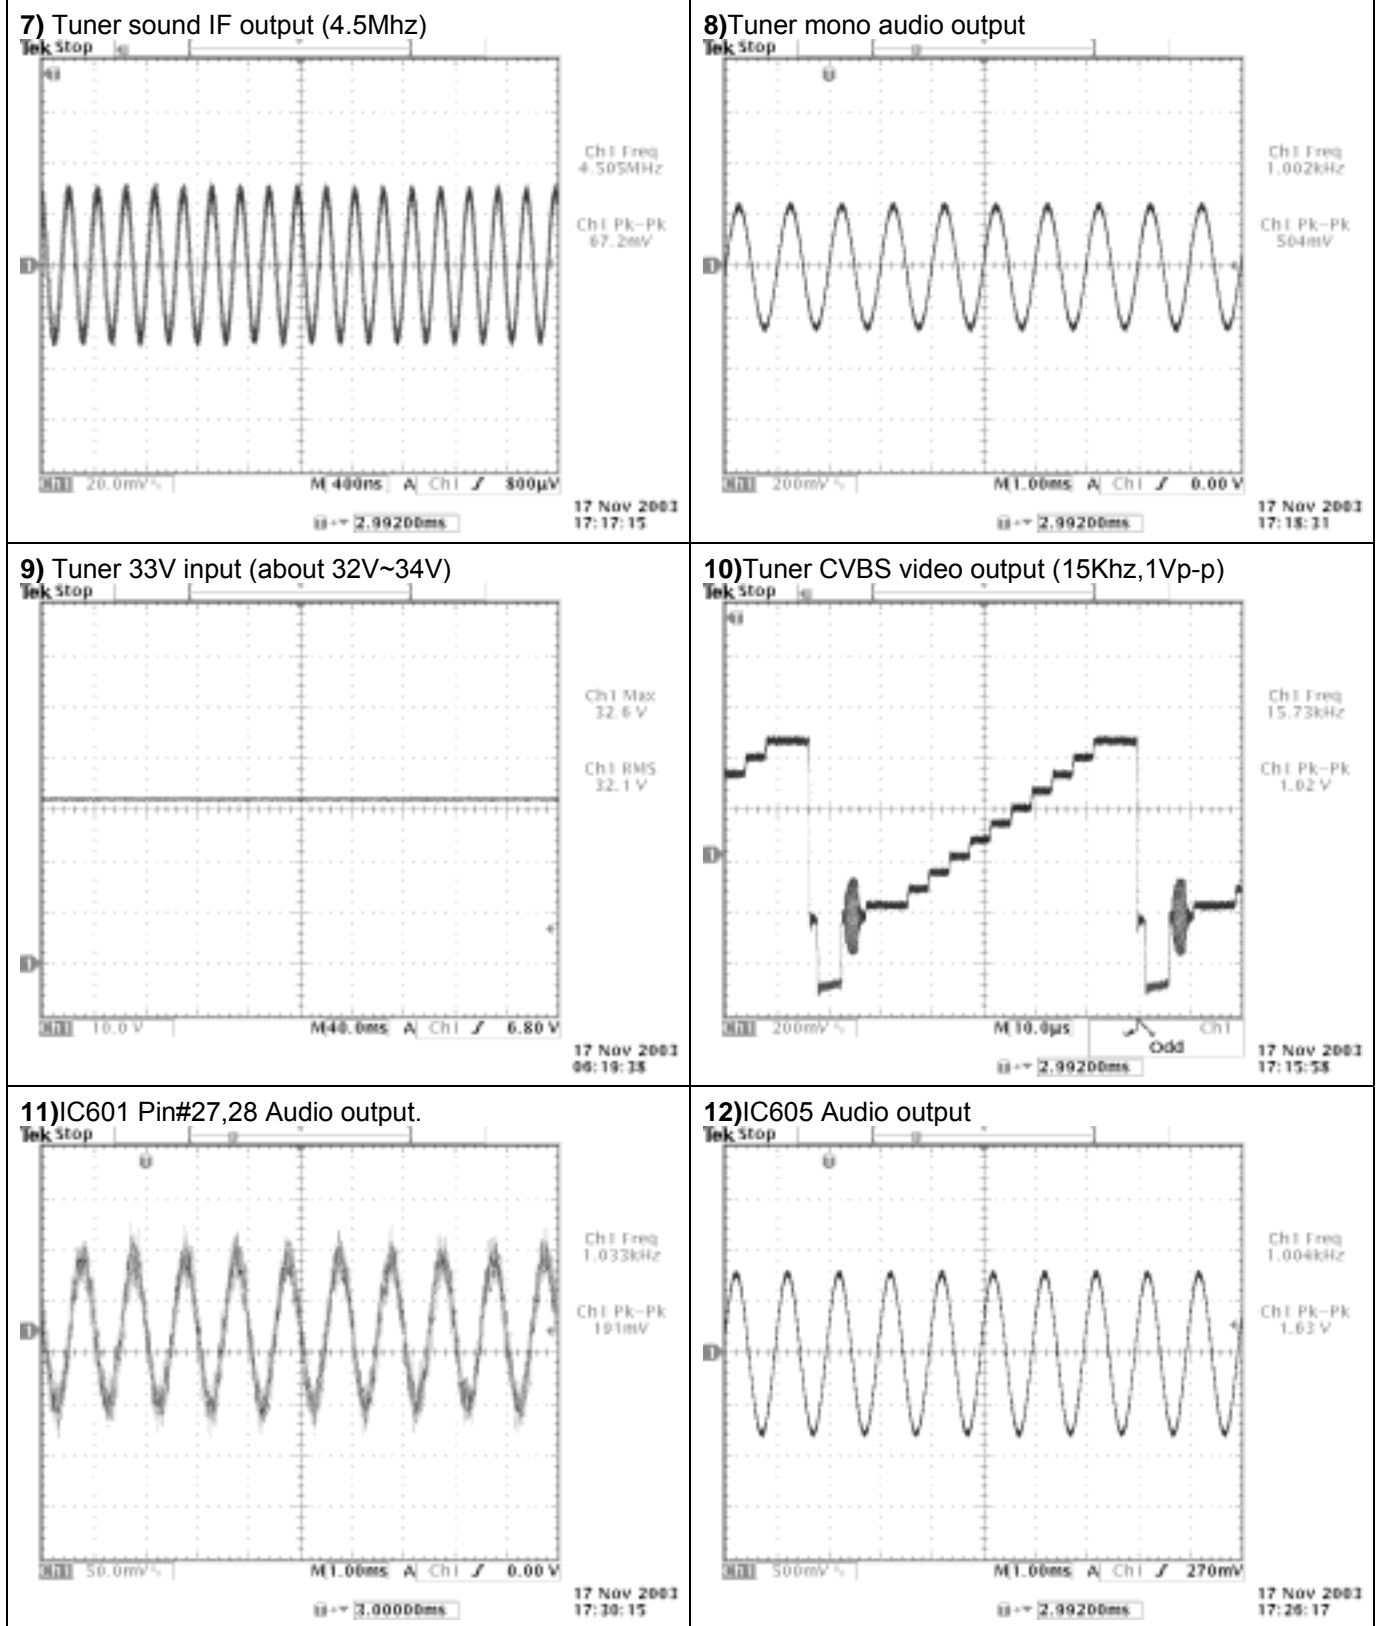 7) Tuner sound IF output (4.5Mhz)
Tek Stop
Ch1 Freq
4.505MHz
Ch1 Pk-Pk
67.2mV
Ch1 20.0mV M 400ns A Ch1 800µV
17 Nov 2003
2.99200ms 17:17:15
8)Tuner mono audio output
Tek Stop
Ch1 Freq
1.002kHz
Ch1 Pk-Pk
504mV
Ch1 200mV M 1.00ms A Ch1 0.00 V
17 Nov 2003
2.99200ms 17:18:31
9) Tuner 33V input (about 32V~34V)
Tek Stop
Ch1 Max
32.6 V
Ch1 RMS
32.1 V
1
Ch1 10.0 V M 40.0ms A Ch1 6.80 V
17 Nov 2003
06:19:38
10)Tuner CVBS video output (15Khz,1Vp-p)
Tek Stop
Ch1 Freq
15.73kHz
Ch1 Pk-Pk
1.02 V
1
Ch1 200mV M 10.0µs Ch1
Odd
17 Nov 2003
2.99200ms 17:15:58
11)IC601 Pin#27,28 Audio output.
Tek Stop
Ch1 Freq
1.033kHz
Ch1 Pk-Pk
191mV
1
Ch1 50.0mV M 1.00ms A Ch1 0.00 V
17 Nov 2003
3.00000ms 17:30:15
12)IC605 Audio output
Tek Stop
Ch1 Freq
1.004kHz
Ch1 Pk-Pk
1.63 V
1
Ch1 500mV M 1.00ms A Ch1 270mV
17 Nov 2003
2.99200ms 17:26:17